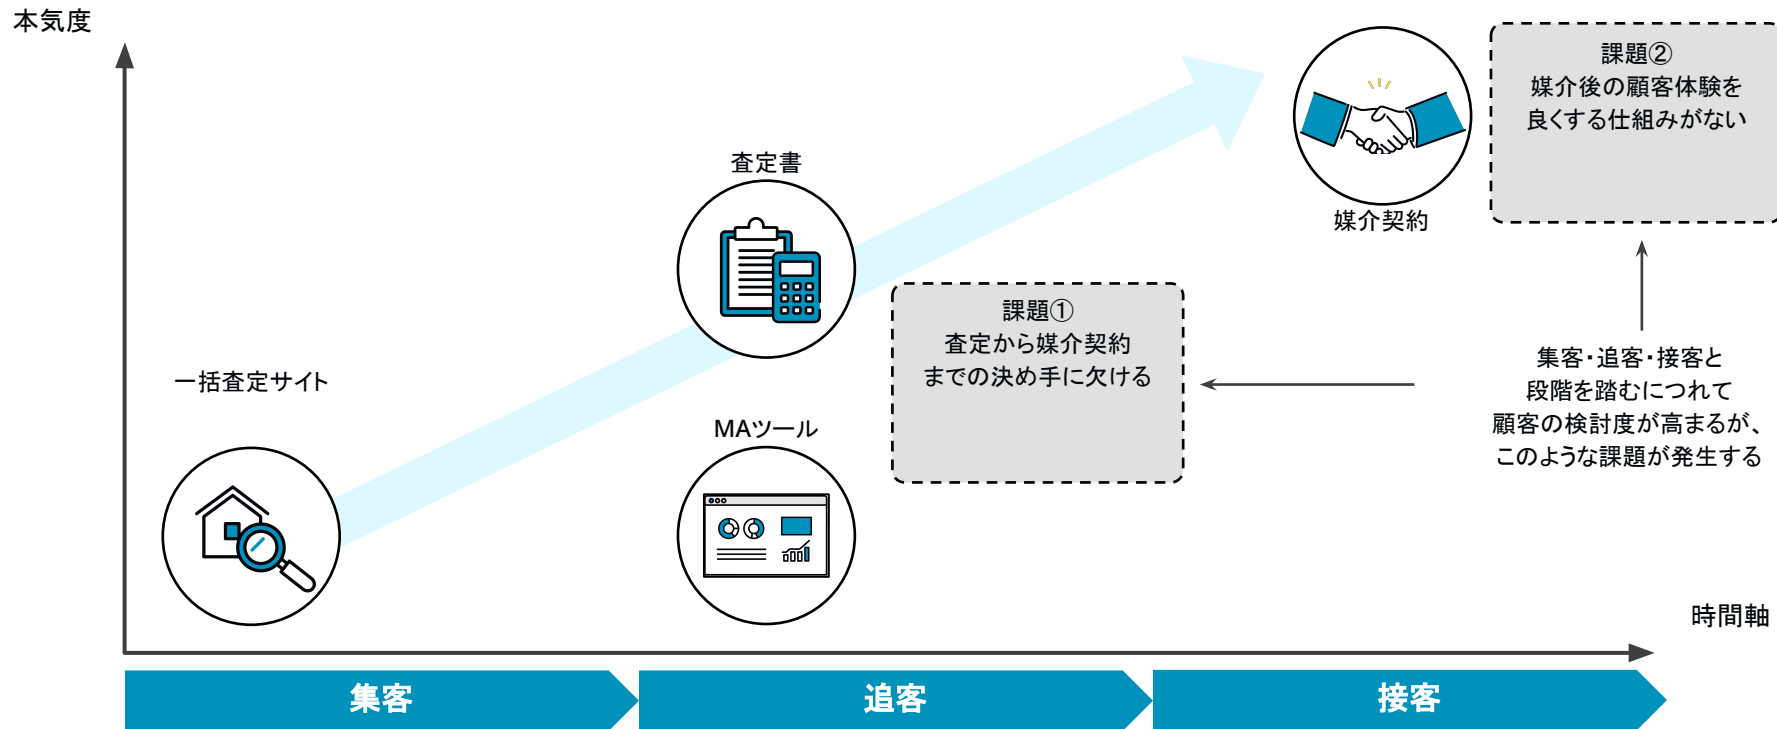 本気度
課題②
媒介後の顧客体験を
良くする仕組みがない
査定書
媒介契約
課題①
査定から媒介契約
までの決め手に欠ける
一括査定サイト
MAツール
集客・追客・接客と
段階を踏むにつれて
顧客の検討度が高まるが、
このような課題が発生する
時間軸
集客
追客
接客